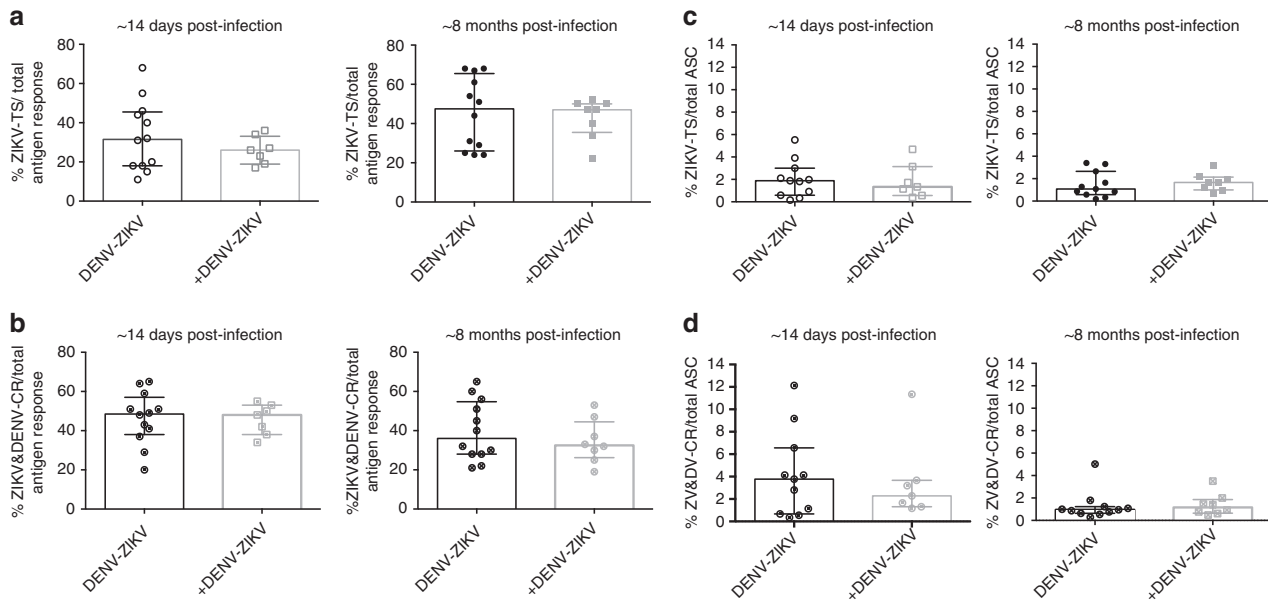 a
~14 days post-infection
% ZIKV-TS/ total
antigen response
80
60
40
20
0
DENV-ZIKV
+DENV-ZIKV
~8 months post-infection
% ZIKV-TS/ total
antigen response
80
60
40
20
0
DENV-ZIKV
+DENV-ZIKV
c
~14 days post-infection
% ZIKV-TS/total ASC
14
12
10
8
6
4
2
0
DENV-ZIKV
+DENV-ZIKV
~8 months post-infection
% ZIKV-TS/total ASC
14
12
10
8
6
4
2
0
DENV-ZIKV
+DENV-ZIKV
b
~14 days post-infection
% ZIKV&DENV-CR/total
antigen response
80
60
40
20
0
DENV-ZIKV
+DENV-ZIKV
~8 months post-infection
%ZIKV&DENV-CR/total
antigen response
80
60
40
20
0
DENV-ZIKV
+DENV-ZIKV
d
~14 days post-infection
% ZV&DV-CR/total ASC
14
12
10
8
6
4
2
0
DENV-ZIKV
+DENV-ZIKV
~8 months post-infection
% ZV&DV-CR/total ASC
14
12
10
8
6
4
2
0
DENV-ZIKV
+DENV-ZIKV